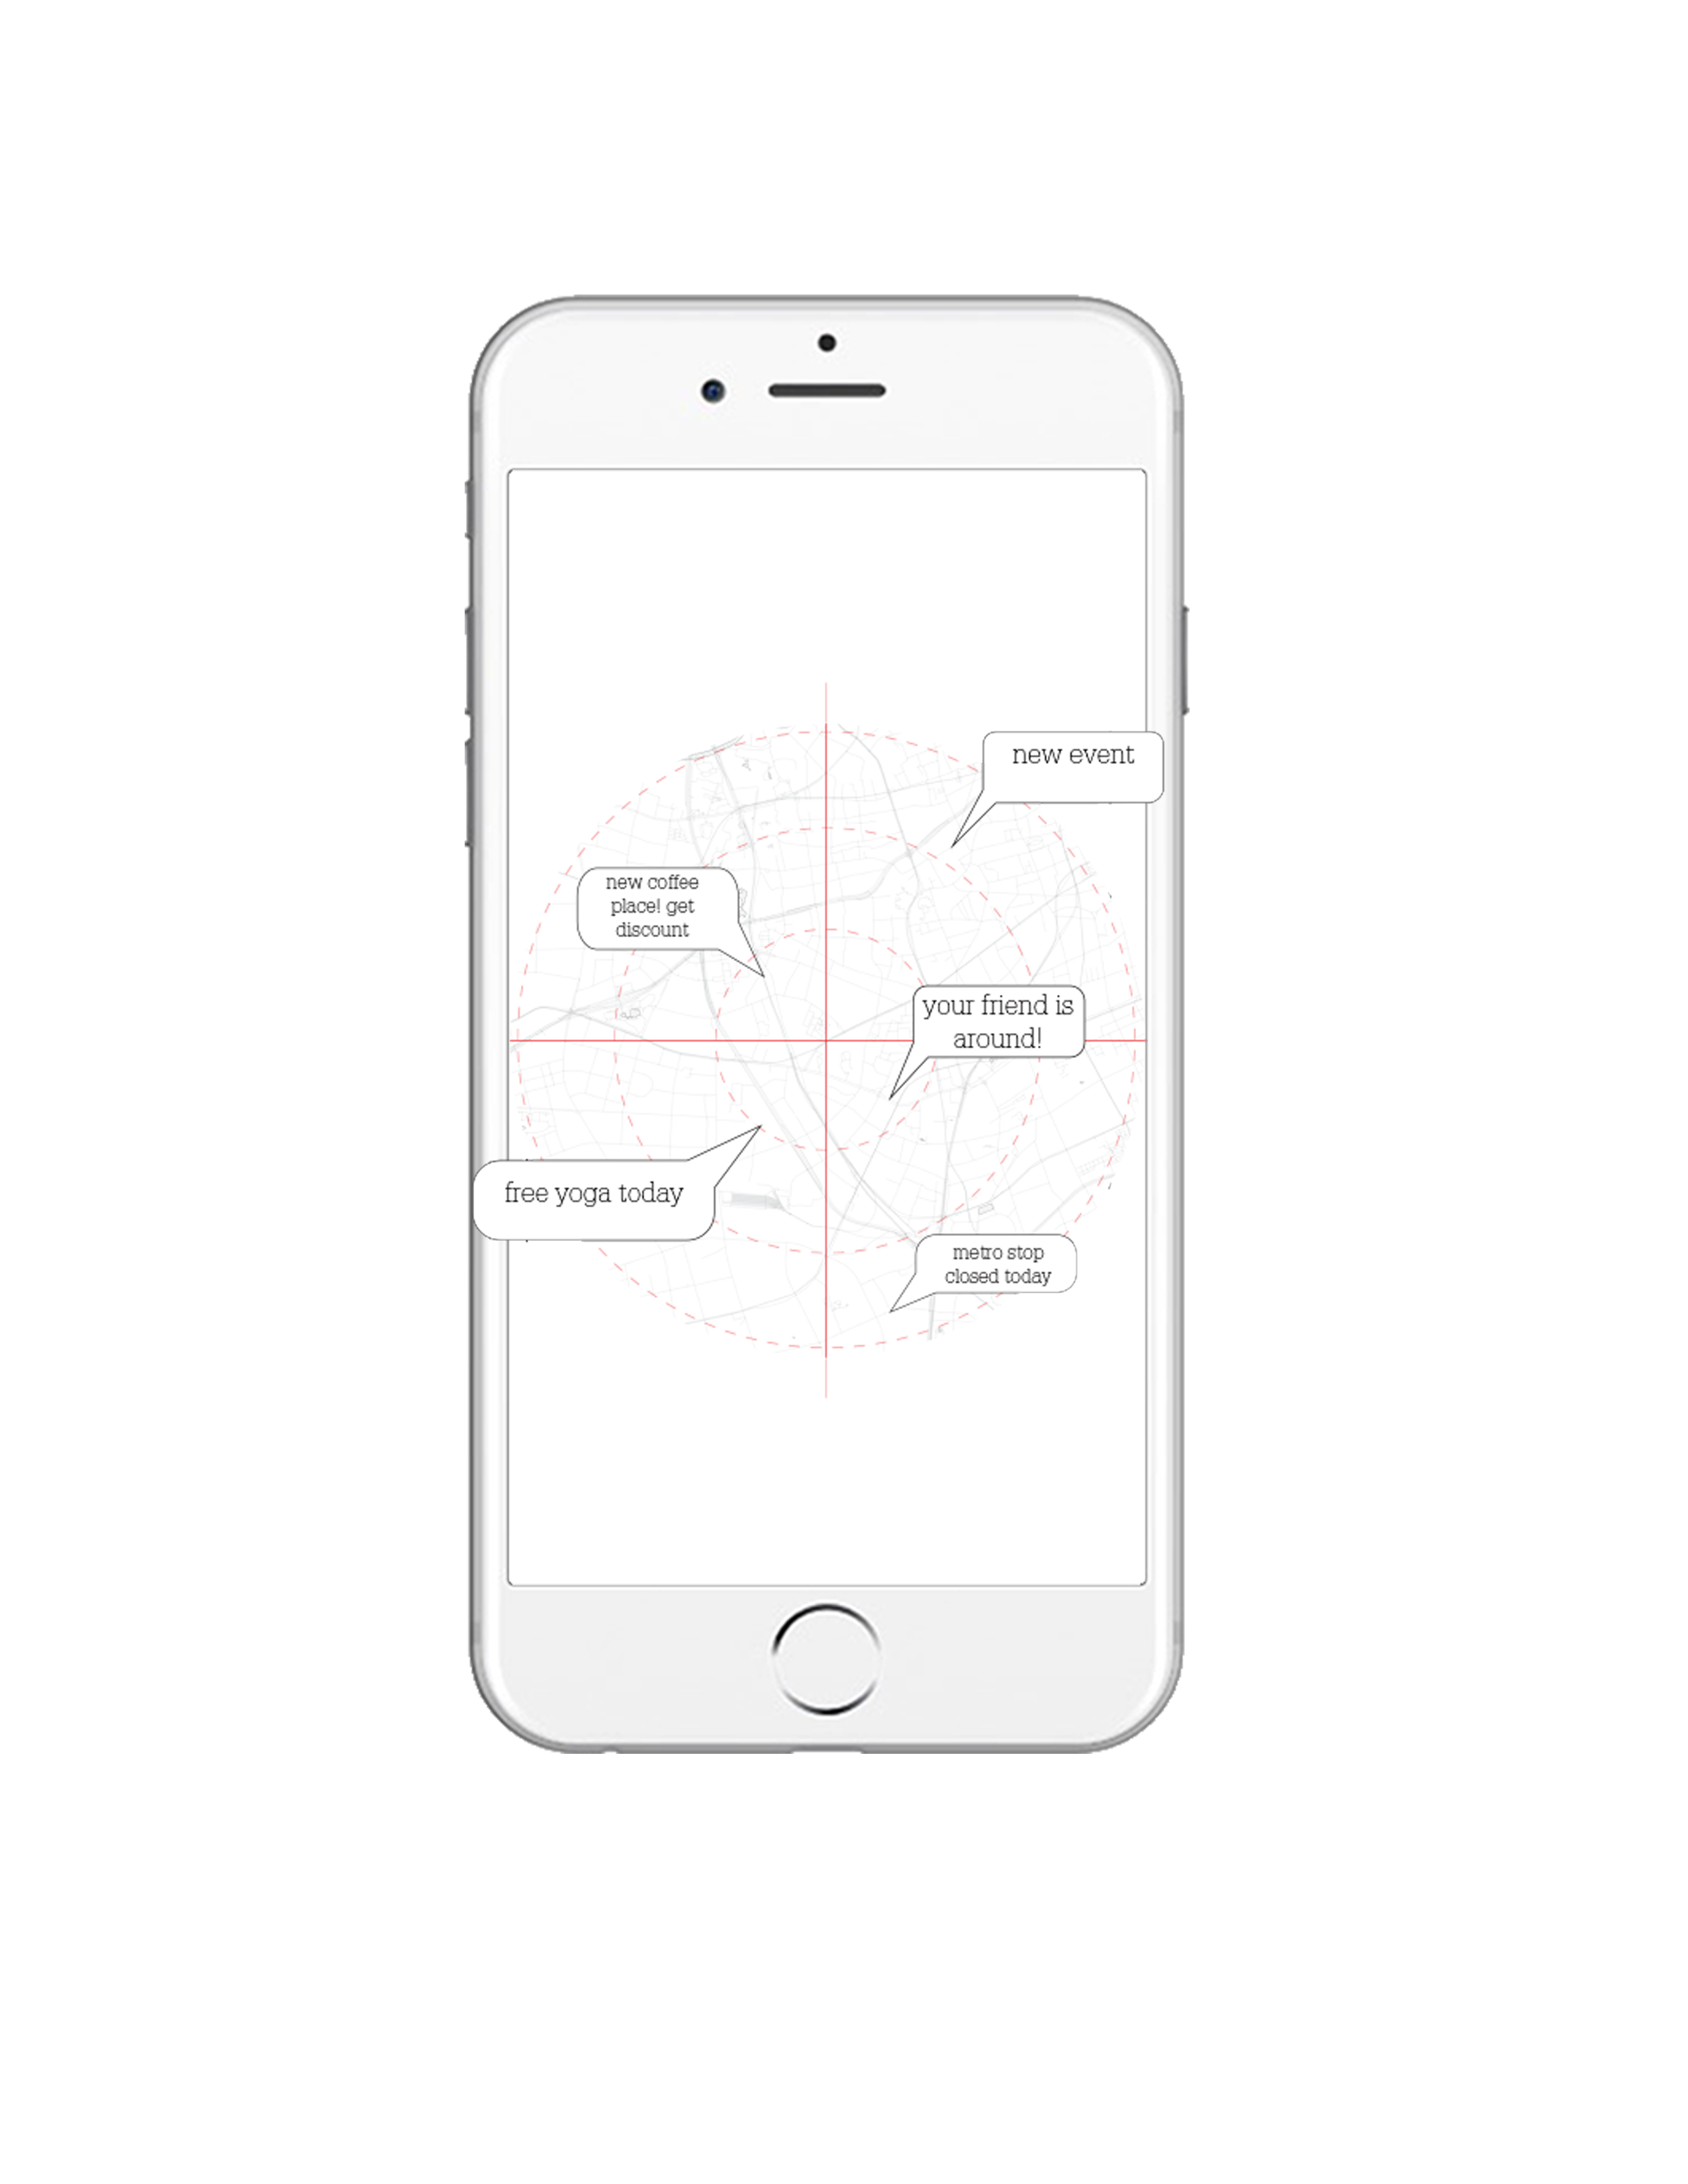 new event
new coffee
place! get
discount
your friend is
around!
free yoga today
metro stop
closed today